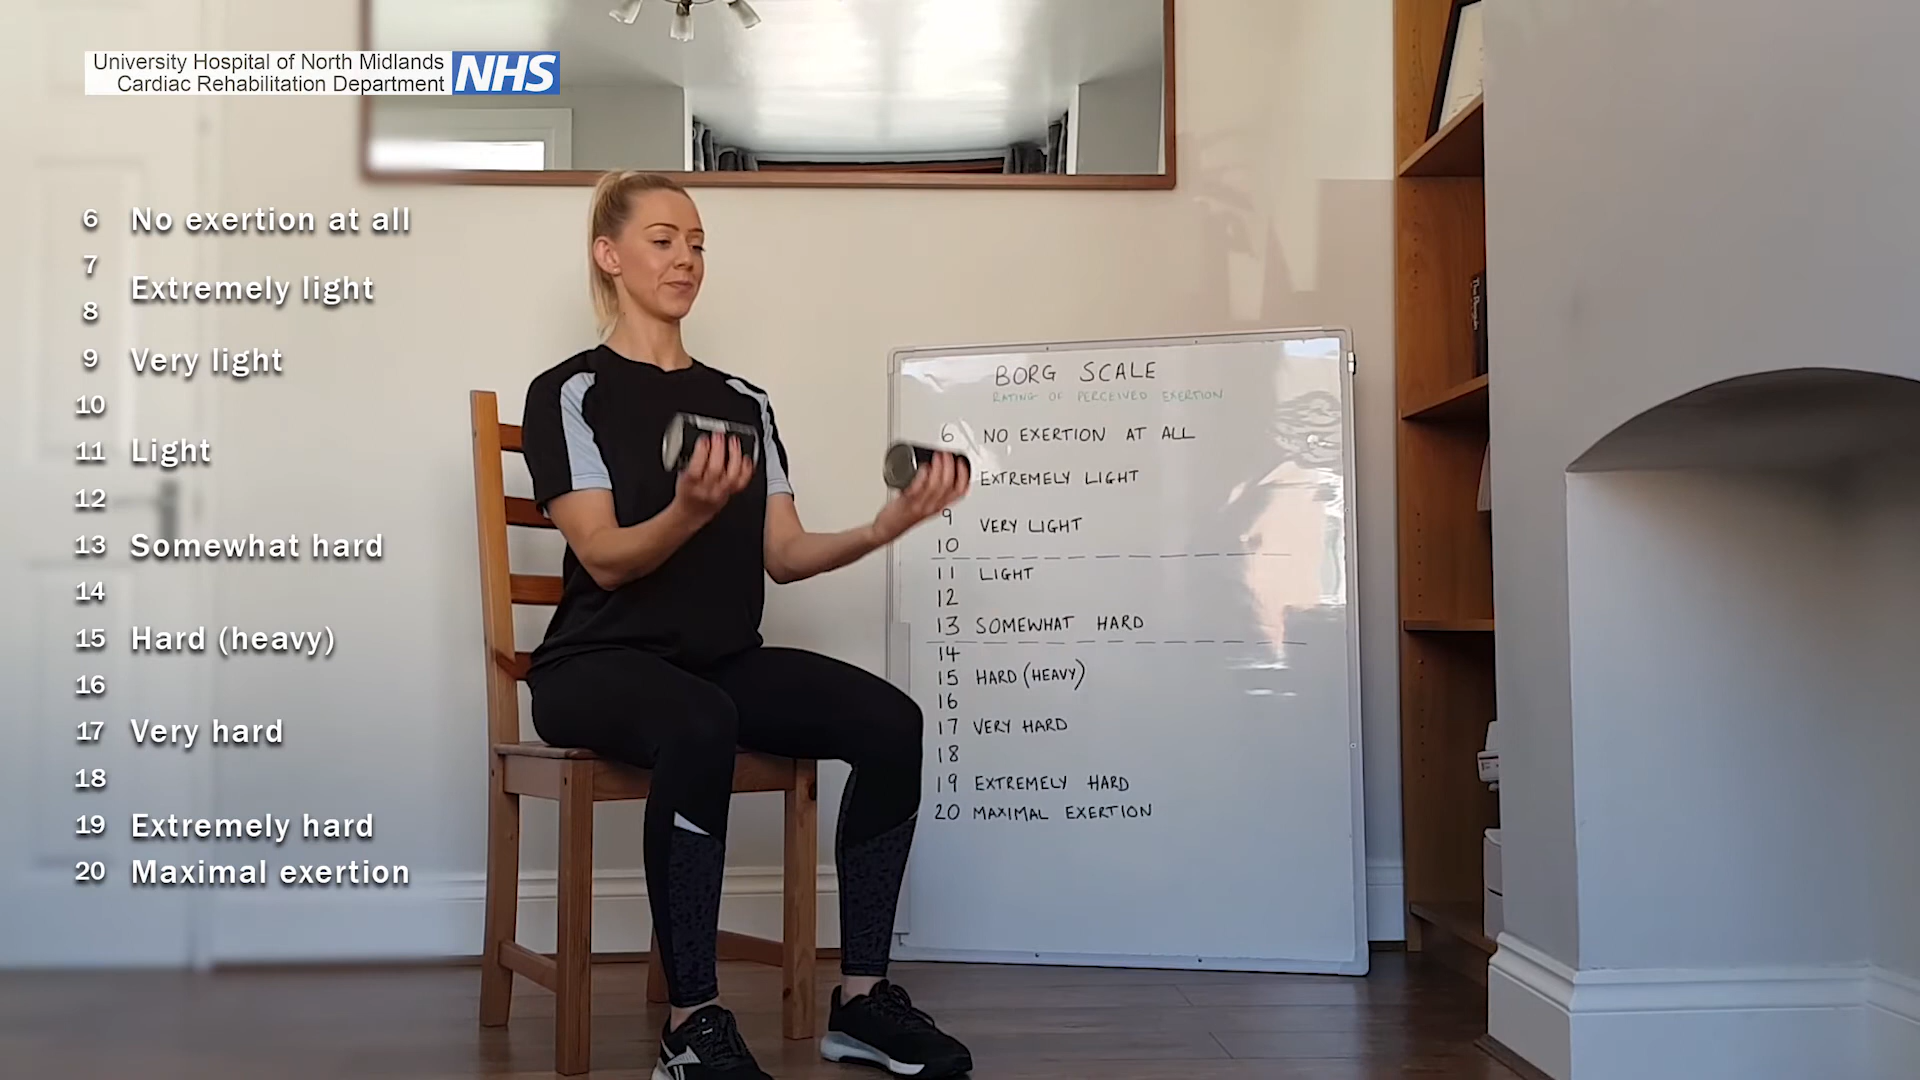 University Hospital of North Midlands
Cardiac Rehabilitation Department
NHS
6 No exertion at all
7
Extremely light
8
9 Very light
10
11 Light
12
13 Somewhat hard
14
15 Hard (heavy)
16
17 Very hard
18
19 Extremely hard
20 Maximal exertion
BORG SCALE
RATING OF PERCEIVED EXERTION
6 NO EXERTION AT ALL
EXTREMELY LIGHT
9 VERY LIGHT
10
11 LIGHT
12
13 SOMEWHAT HARD
14
15 HARD (HEAVY)
16
17 VERY HARD
18
19 EXTREMELY HARD
20 MAXIMAL EXERTION